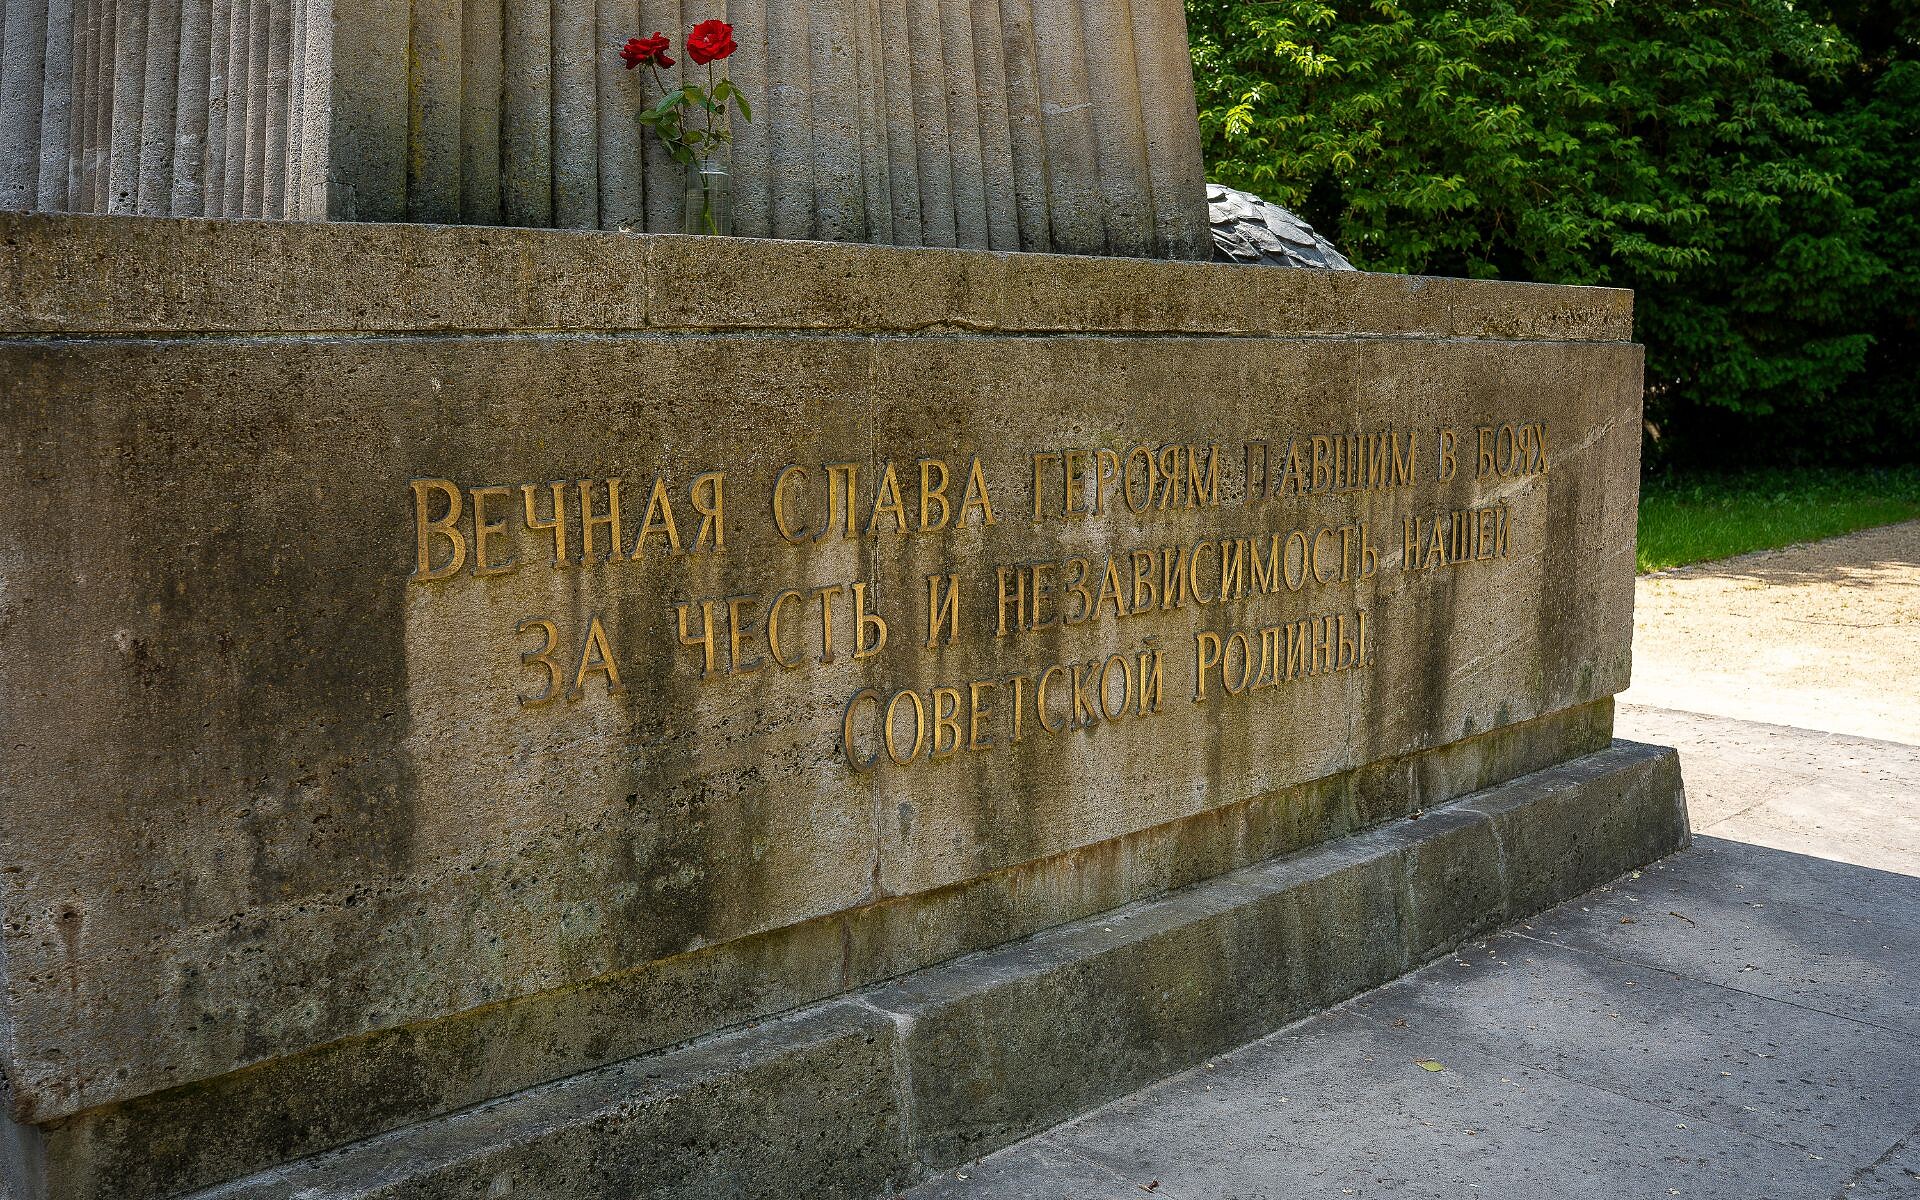 ВЕЧНАЯ СЛАВА ГЕРОЯМ ПАВШИМ В БОЯХ
ЗА ЧЕСТЬ И НЕЗАВИСИМОСТЬ НАШЕЙ
СОВЕТСКОЙ РОДИНЫ.